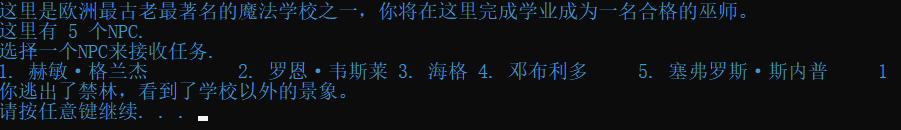 这里是欧洲最古老最著名的魔法学校之一，你将在这里完成学业成为一名合格的巫师。
这里有 5 个NPC.
选择一个NPC来接收任务.
1. 赫敏·格兰杰 2. 罗恩·韦斯莱 3. 海格 4. 邓布利多 5. 塞弗罗斯·斯内普 1
你逃出了禁林，看到了学校以外的景象。
请按任意键继续. . .